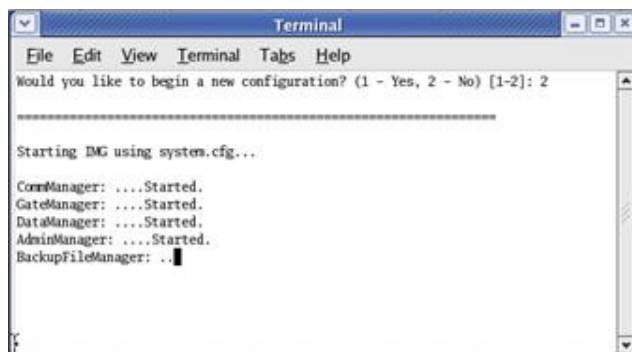 Terminal
File Edit View Terminal Tabs Help
Would you like to begin a new configuration? (1 - Yes, 2 - No) [1-2]: 2
================================================================
Starting IMG using system.cfg...
CommManager: ....Started.
GateManager: ....Started.
DataManager: ....Started.
AdminManager: ....Started.
BackupFileManager: ..